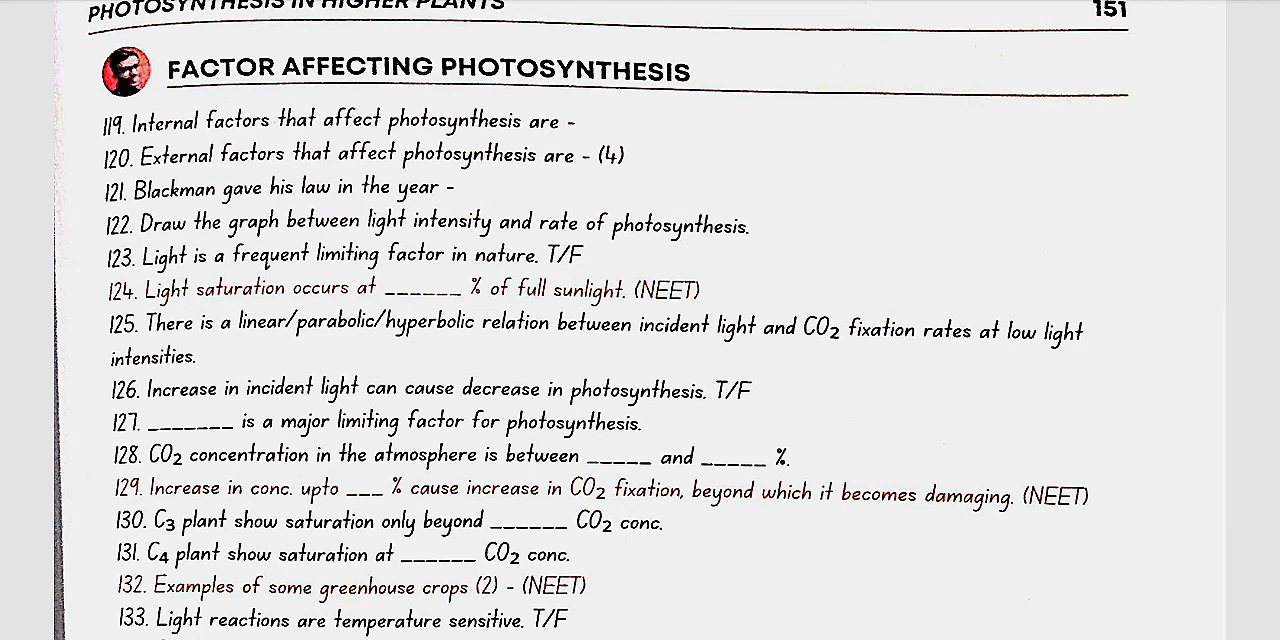 PHOTOSYNTHESIS IN HIGHER PLANTS
151
FACTOR AFFECTING PHOTOSYNTHESIS
119. Internal factors that affect photosynthesis are -
120. External factors that affect photosynthesis are - (4)
121. Blackman gave his law in the year -
122. Draw the graph between light intensity and rate of photosynthesis.
123. Light is a frequent limiting factor in nature. T/F
124. Light saturation occurs at ______ % of full sunlight. (NEET)
125. There is a linear/parabolic/hyperbolic relation between incident light and CO₂ fixation rates at low light
intensities.
126. Increase in incident light can cause decrease in photosynthesis. T/F
127. _______ is a major limiting factor for photosynthesis.
128. CO₂ concentration in the atmosphere is between _____ and _____ %.
129. Increase in conc. upto ___ % cause increase in CO₂ fixation, beyond which it becomes damaging. (NEET)
130. C₃ plant show saturation only beyond ______ CO₂ conc.
131. C₄ plant show saturation at ______ CO₂ conc.
132. Examples of some greenhouse crops (2) - (NEET)
133. Light reactions are temperature sensitive. T/F